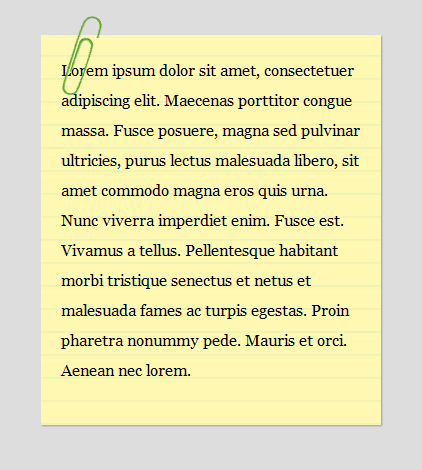 Lorem ipsum dolor sit amet, consectetuer
adipiscing elit. Maecenas porttitor congue
massa. Fusce posuere, magna sed pulvinar
ultricies, purus lectus malesuada libero, sit
amet commodo magna eros quis urna.
Nunc viverra imperdiet enim. Fusce est.
Vivamus a tellus. Pellentesque habitant
morbi tristique senectus et netus et
malesuada fames ac turpis egestas. Proin
pharetra nonummy pede. Mauris et orci.
Aenean nec lorem.